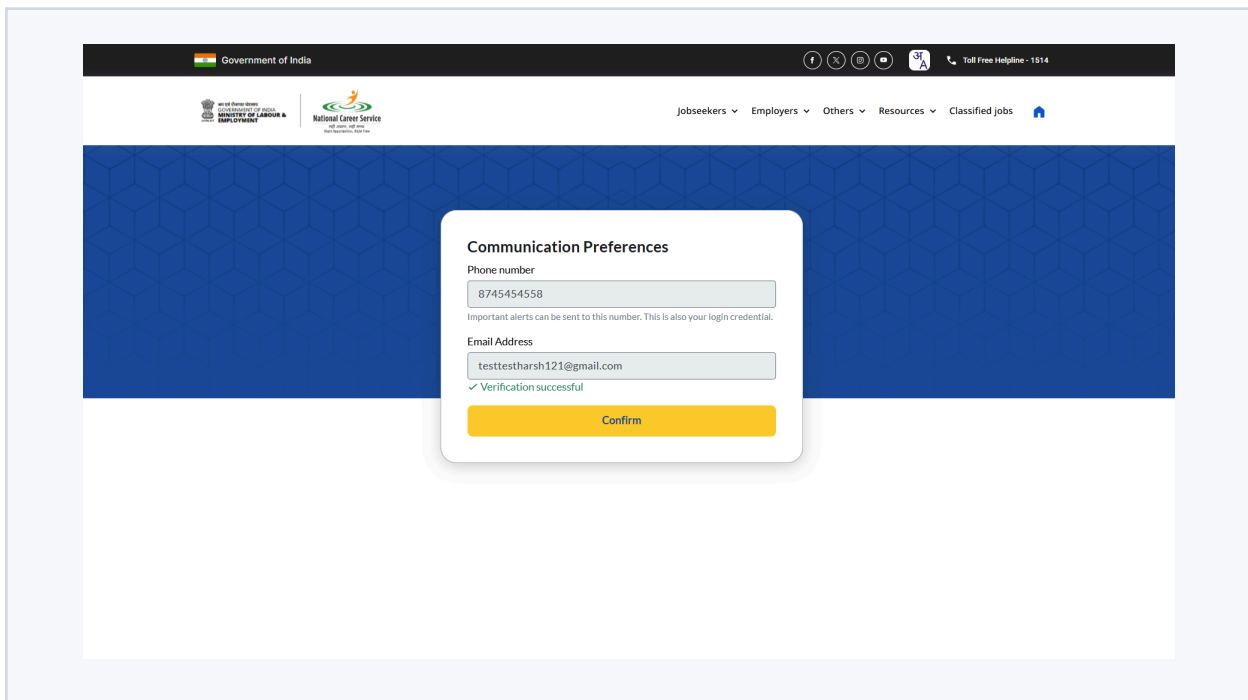 Government of India
अ
A
Toll Free Helpline - 1514
GOVERNMENT OF INDIA
MINISTRY OF LABOUR &
EMPLOYMENT
National Career Service
Jobseekers
Employers
Others
Resources
Classified jobs
Communication Preferences
Phone number
8745454558
Important alerts can be sent to this number. This is also your login credential.
Email Address
testtestharsh121@gmail.com
✓ Verification successful
Confirm